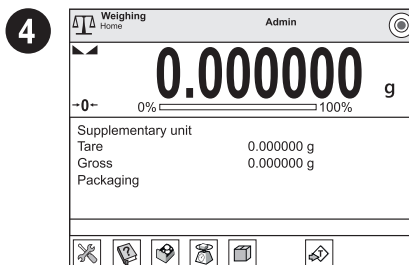 4
Weighing
Home
Admin
0.000000 g
→0←
0% 100%
Supplementary unit
Tare 0.000000 g
Gross 0.000000 g
Packaging